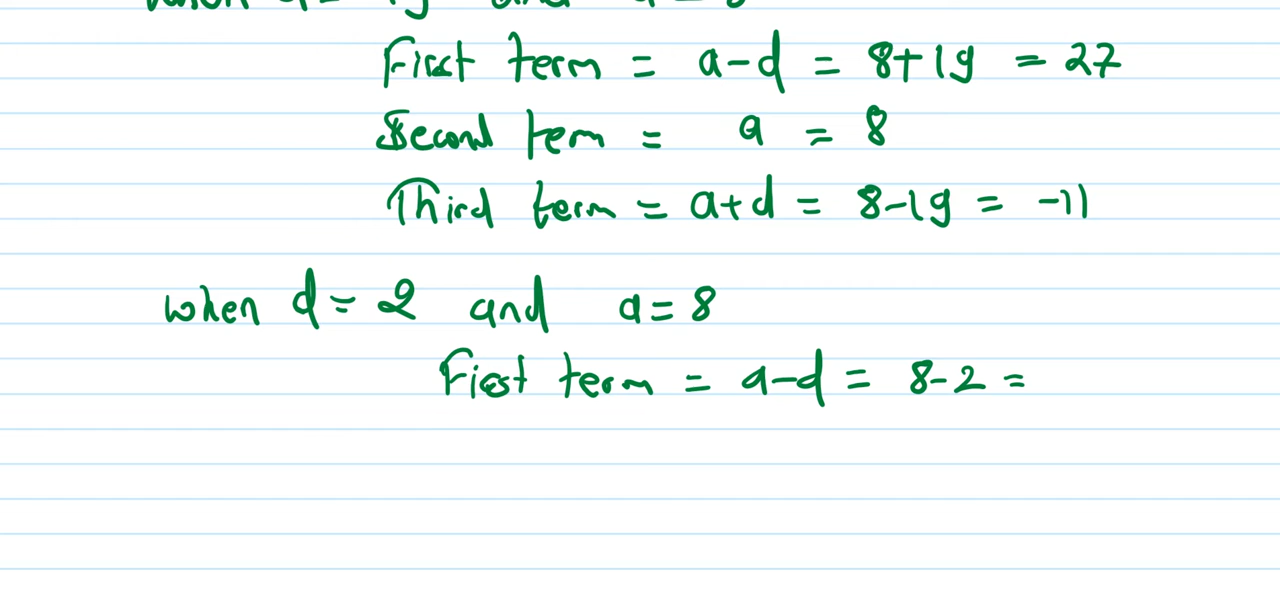 First term = a-d = 8+19 = 27
Second term = a = 8
Third term = a+d = 8-19 = -11
when d = 2 and a = 8
First term = a-d = 8-2 =